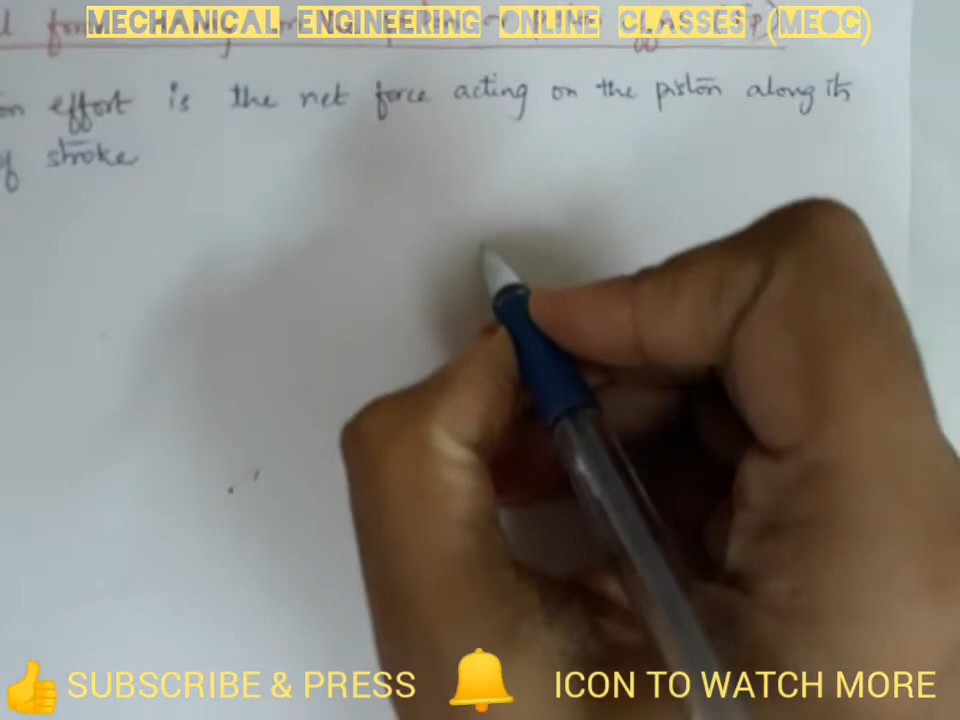 MECHANICAL ENGINEERING ONLINE CLASSES (MEOC)
effort is the net force acting on the piston along its
of stroke
SUBSCRIBE & PRESS ICON TO WATCH MORE